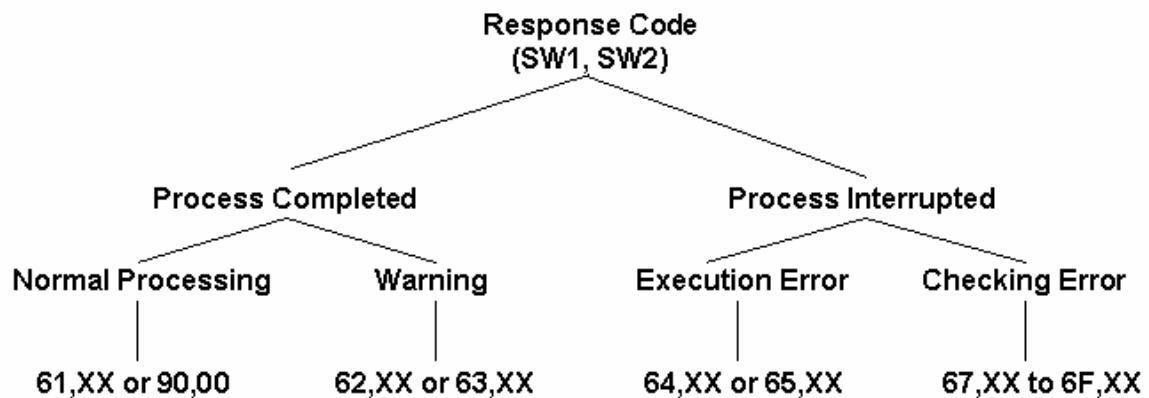 Response Code
(SW1, SW2)
Process Completed
Process Interrupted
Normal Processing
Warning
Execution Error
Checking Error
61,XX or 90,00
62,XX or 63,XX
64,XX or 65,XX
67,XX to 6F,XX